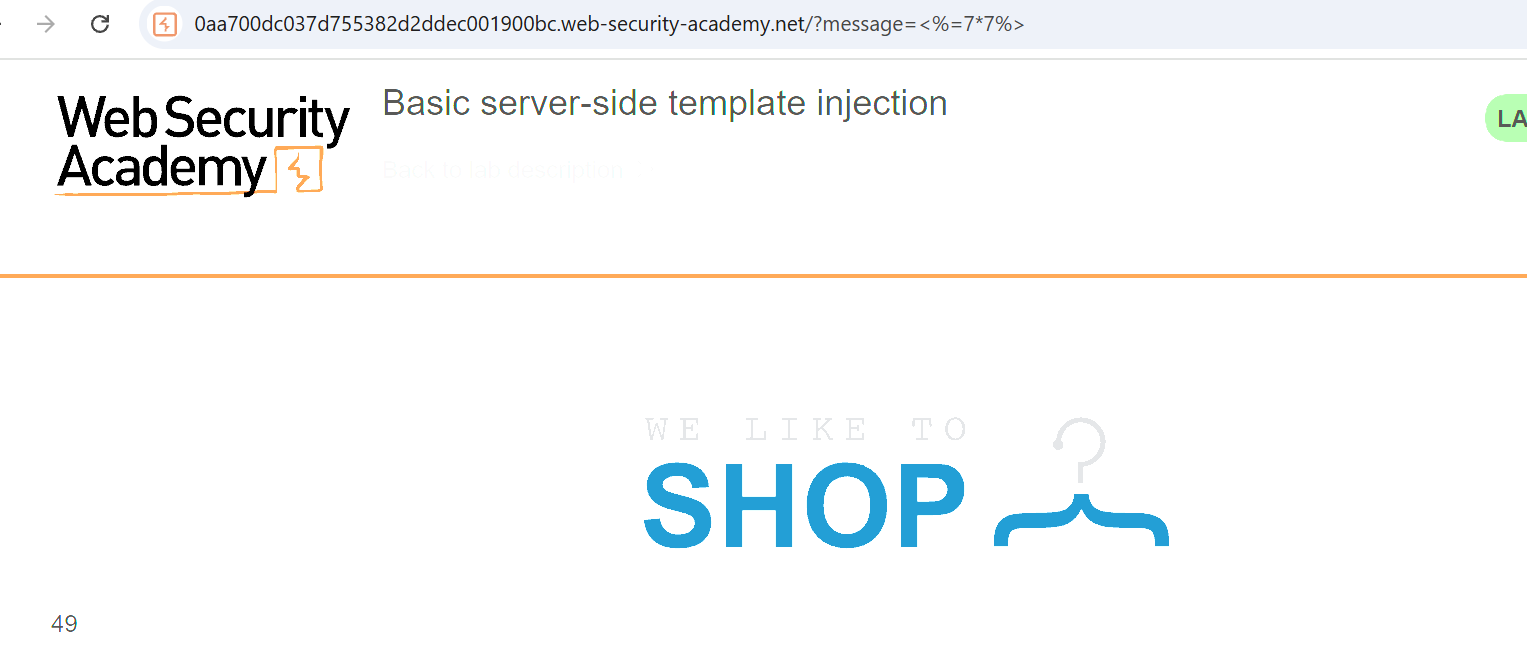 0aa700dc037d755382d2ddec001900bc.web-security-academy.net/?message=<%=7*7%>
Web Security
Academy
Basic server-side template injection
LA
Back to lab description
WE LIKE TO
SHOP
49